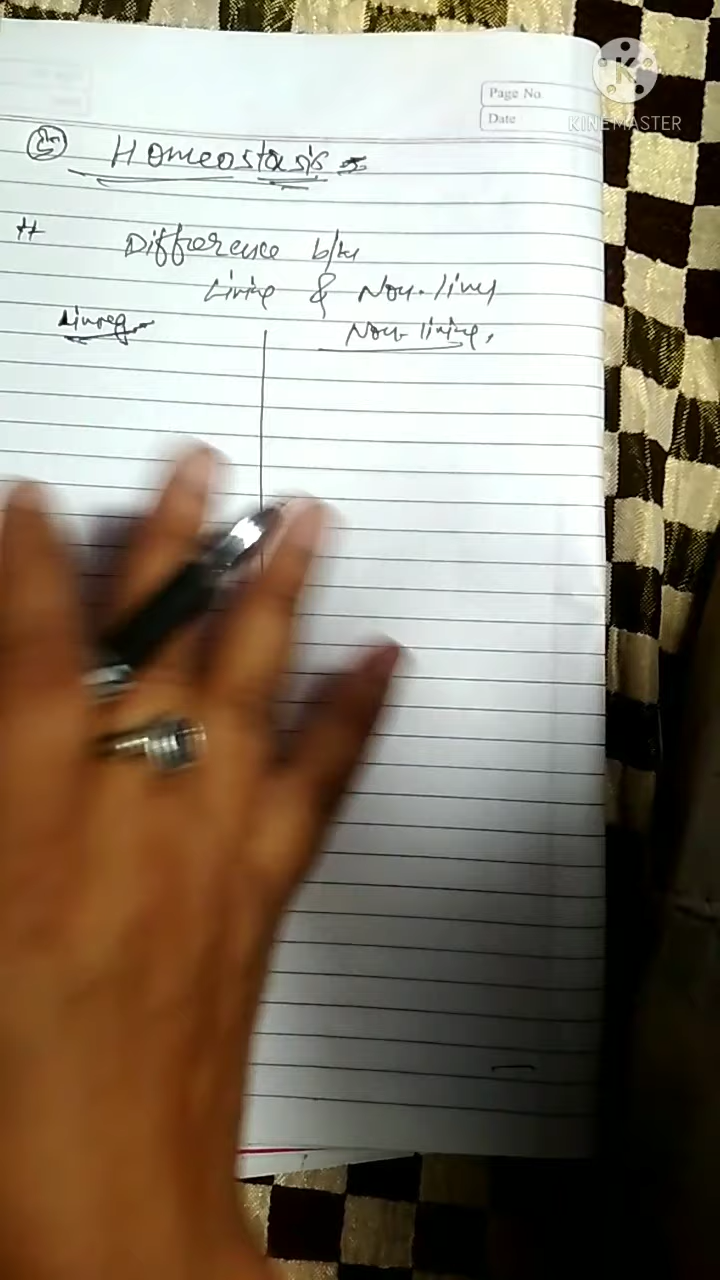 Page No.
Date
KINEMASTER
Homeostasis
# Difference b/w
Living & Non-living
Living
Non-living